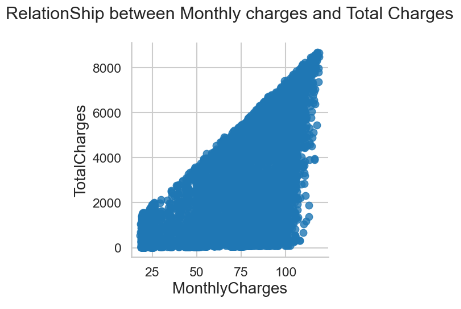 RelationShip between Monthly charges and Total Charges
8000
6000
4000
2000
0
TotalCharges
25 50 75 100
MonthlyCharges